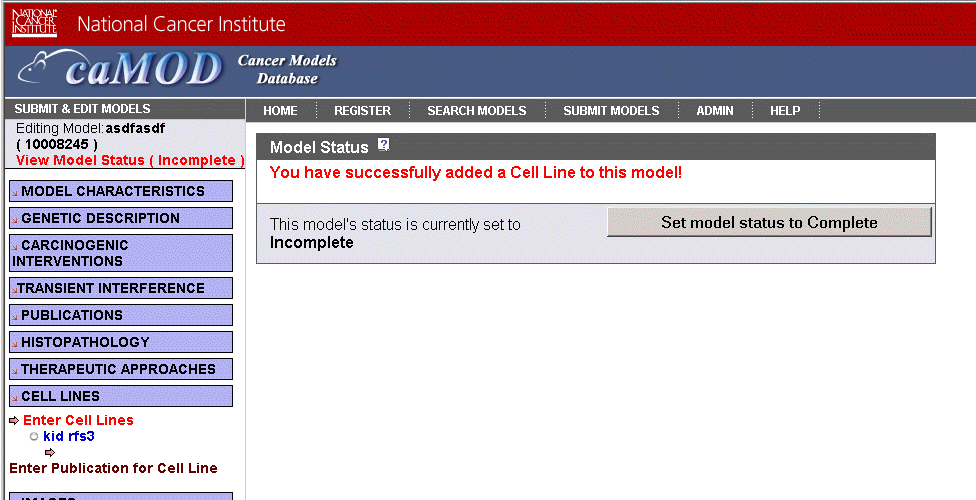 NATIONAL
CANCER
INSTITUTE
National Cancer Institute
caMOD
Cancer Models
Database
SUBMIT & EDIT MODELS
HOME
REGISTER
SEARCH MODELS
SUBMIT MODELS
ADMIN
HELP
Editing Model:asdfasdf
( 10008245 )
View Model Status ( Incomplete )
MODEL CHARACTERISTICS
GENETIC DESCRIPTION
CARCINOGENIC
INTERVENTIONS
TRANSIENT INTERFERENCE
PUBLICATIONS
HISTOPATHOLOGY
THERAPEUTIC APPROACHES
CELL LINES
Enter Cell Lines
kid rfs3
Enter Publication for Cell Line
IMAGES
Model Status ?
You have successfully added a Cell Line to this model!
This model's status is currently set to
Incomplete
Set model status to Complete